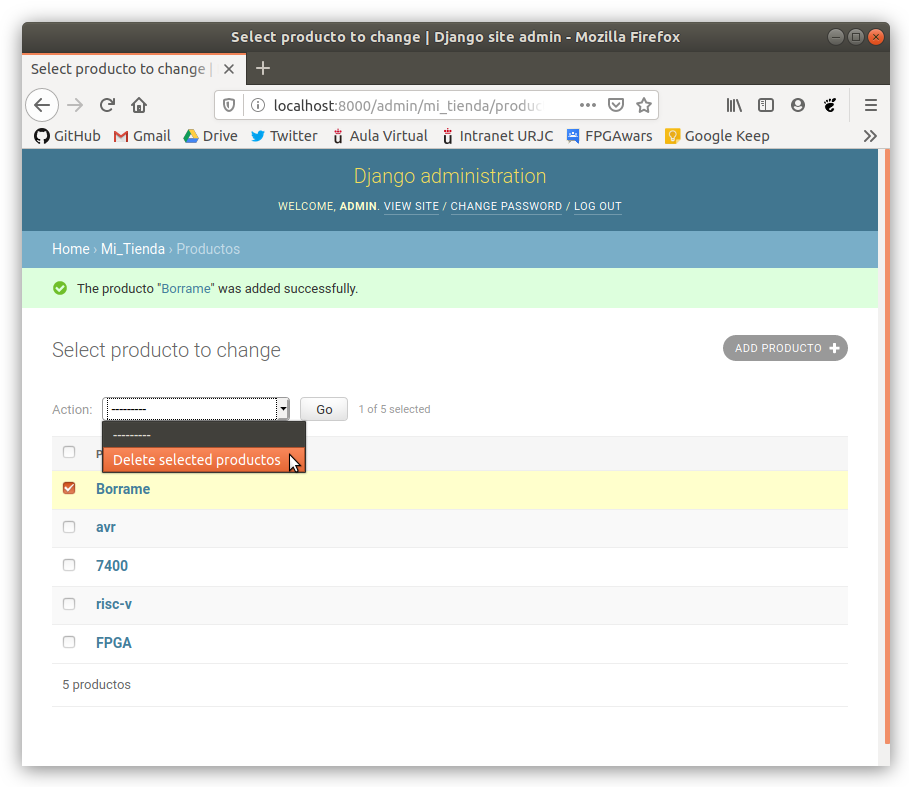 Select producto to change | Django site admin - Mozilla Firefox
Select producto to change |
localhost:8000/admin/mi_tienda/produc
GitHub Gmail Drive Twitter Aula Virtual Intranet URJC FPGAwars Google Keep
Django administration
WELCOME, ADMIN. VIEW SITE / CHANGE PASSWORD / LOG OUT
Home › Mi_Tienda › Productos
The producto "Borrame" was added successfully.
Select producto to change
ADD PRODUCTO
Action: --------- Go 1 of 5 selected
---------
Delete selected productos
Borrame
avr
7400
risc-v
FPGA
5 productos